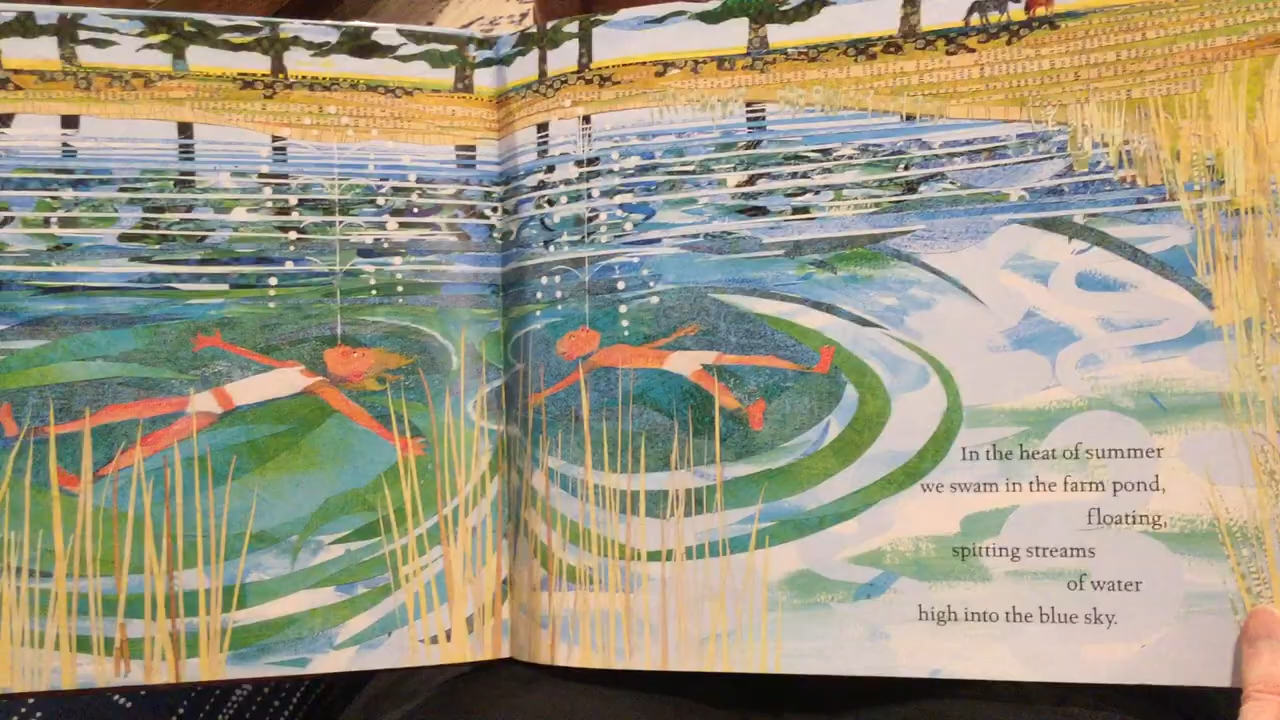 In the heat of summer
we swam in the farm pond,
floating,
spitting streams
of water
high into the blue sky.